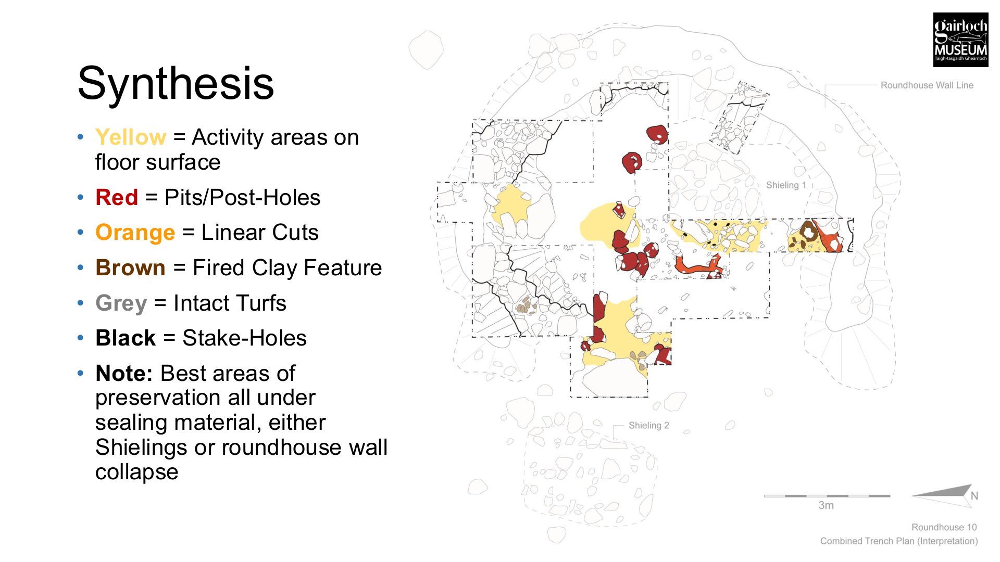 gairloch
MUSEUM
Taigh-tasgaidh Gheàrrloch
Synthesis
• Yellow = Activity areas on
floor surface
• Red = Pits/Post-Holes
• Orange = Linear Cuts
• Brown = Fired Clay Feature
• Grey = Intact Turfs
• Black = Stake-Holes
• Note: Best areas of
preservation all under
sealing material, either
Shielings or roundhouse wall
collapse
Roundhouse Wall Line
Shieling 1
Shieling 2
3m
N
Roundhouse 10
Combined Trench Plan (Interpretation)